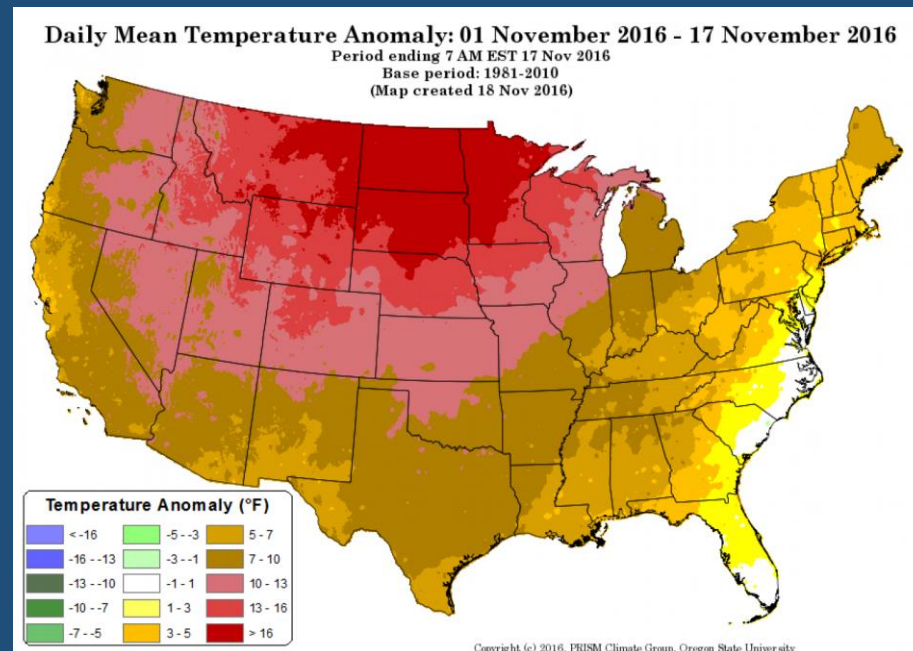 Daily Mean Temperature Anomaly: 01 November 2016 - 17 November 2016
Period ending 7 AM EST 17 Nov 2016
Base period: 1981-2010
(Map created 18 Nov 2016)
Temperature Anomaly (°F)
< -16
-16 - -13
-13 - -10
-10 - -7
-7 - -5
-5 - -3
-3 - -1
-1 - 1
1 - 3
3 - 5
5 - 7
7 - 10
10 - 13
13 - 16
> 16
Copyright (c) 2016, PRISM Climate Group, Oregon State University